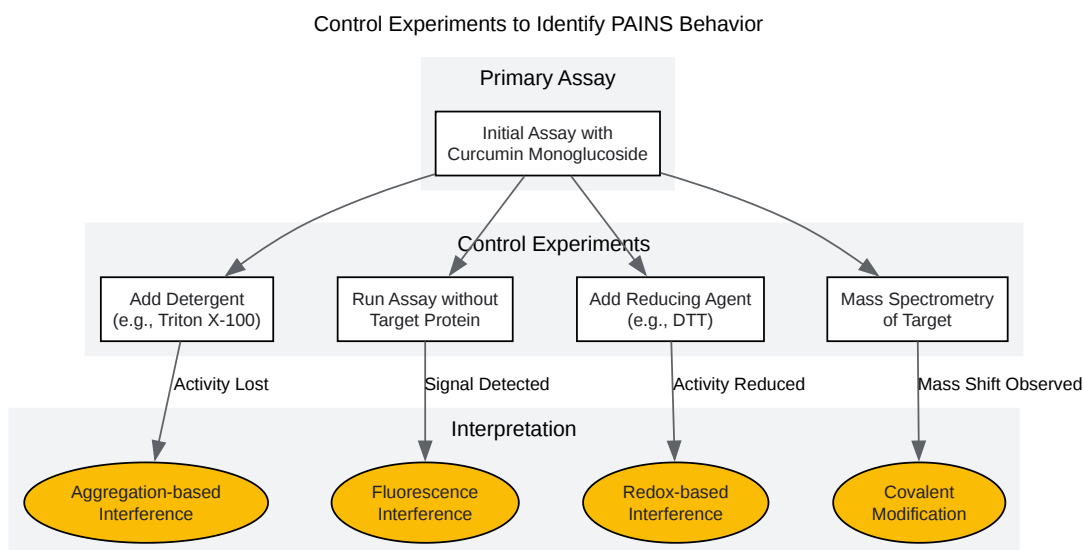 Control Experiments to Identify PAINS Behavior
Primary Assay
Initial Assay with
Curcumin Monoglucoside
Control Experiments
Add Detergent
(e.g., Triton X-100)
Run Assay without
Target Protein
Add Reducing Agent
(e.g., DTT)
Mass Spectrometry
of Target
Activity Lost
Signal Detected
Activity Reduced
Mass Shift Observed
Interpretation
Aggregation-based
Interference
Fluorescence
Interference
Redox-based
Interference
Covalent
Modification